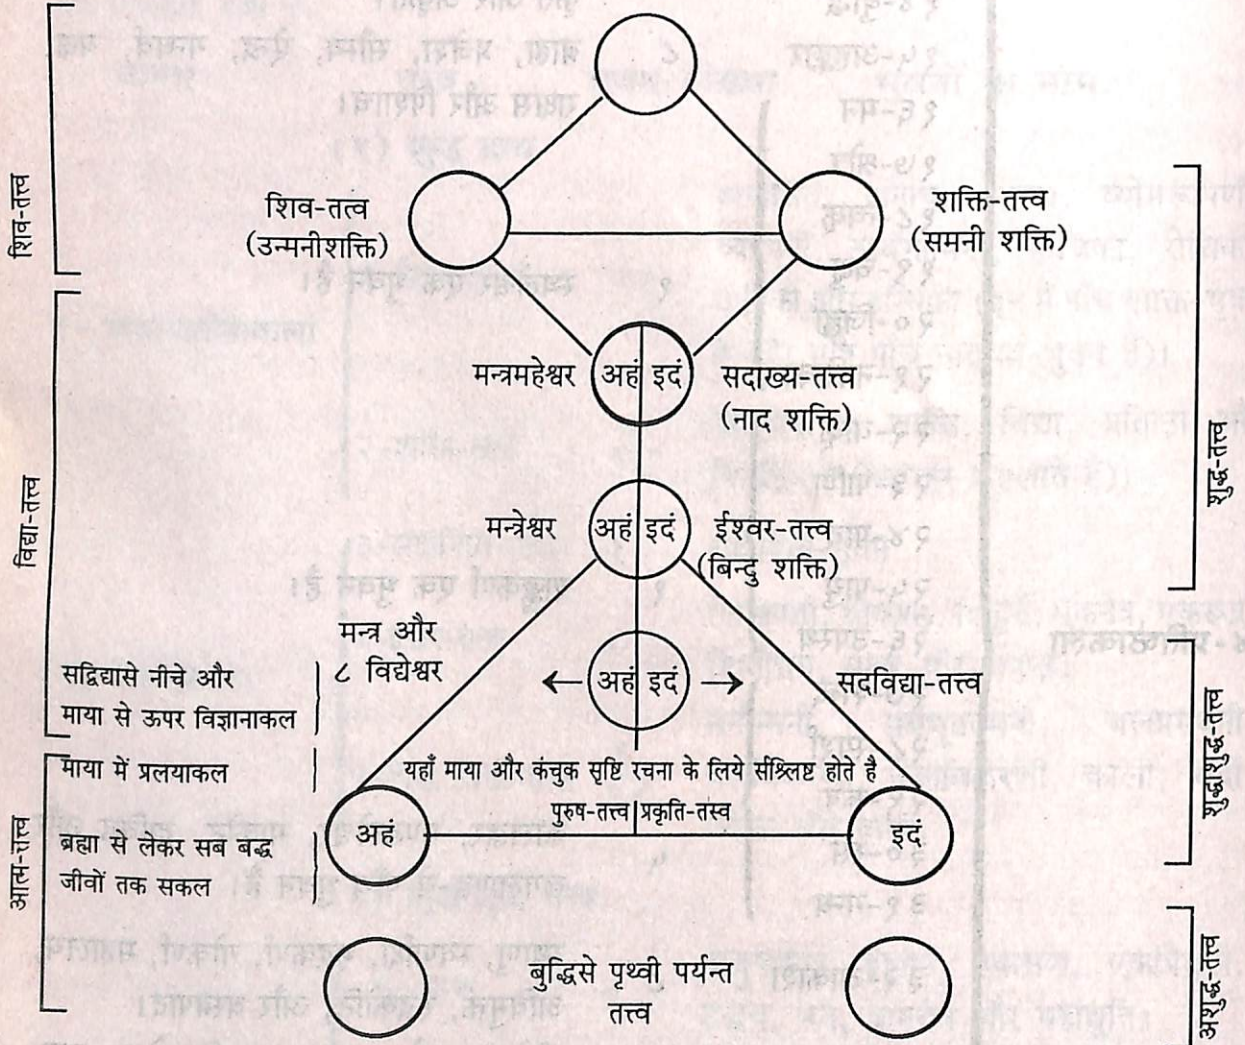 शिव-तत्त्व
शिव-तत्व
(उन्मनीशक्ति)
शक्ति-तत्त्व
(समनी शक्ति)
मन्त्रमहेश्वर
अहं इदं
सदाख्य-तत्त्व
(नाद शक्ति)
शुद्ध-तत्त्व
विद्या-तत्त्व
मन्त्रेश्वर
अहं इदं
ईश्वर-तत्त्व
(बिन्दु शक्ति)
मन्त्र और
८ विद्येश्वर
अहं इदं
सदविद्या-तत्त्व
सद्विद्यासे नीचे और
माया से ऊपर विज्ञानाकल
माया में प्रलयाकल
यहाँ माया और कंचुक सृष्टि रचना के लिये संश्लिष्ट होते है
शुद्धाशुद्ध-तत्त्व
पुरुष-तत्त्व प्रकृति-तस्व
अहं
इदं
आत्म-तत्त्व
ब्रह्मा से लेकर सब बद्ध
जीवों तक सकल
बुद्धिसे पृथ्वी पर्यन्त
तत्त्व
अशुद्ध-तत्त्व